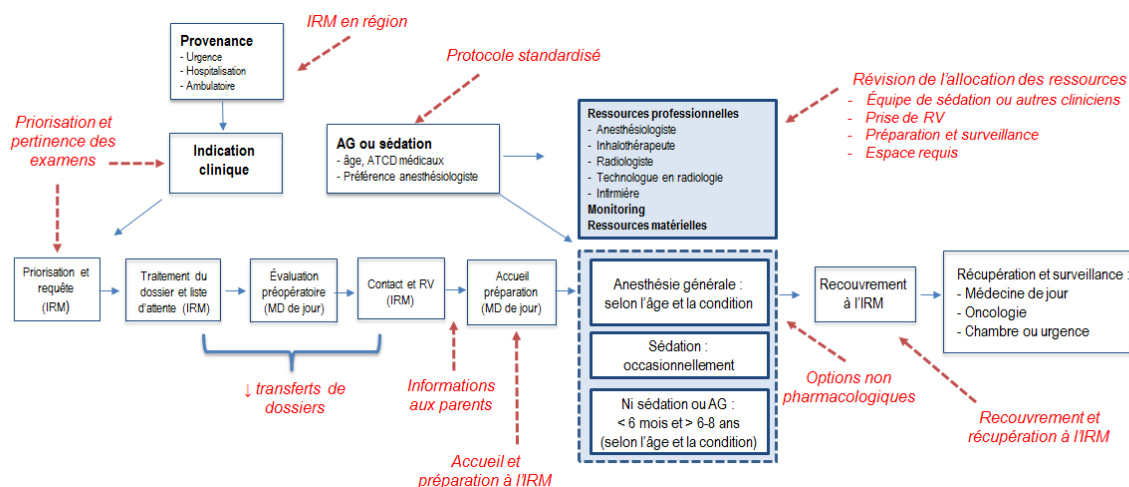 IRM en région
Provenance
- Urgence
- Hospitalisation
- Ambulatoire
Protocole standardisé
Révision de l'allocation des ressources
- Équipe de sédation ou autres cliniciens
- Prise de RV
- Préparation et surveillance
- Espace requis
Priorisation et
pertinence des
examens
Indication
clinique
AG ou sédation
- âge, ATCD médicaux
- Préférence anesthésiologiste
Ressources professionnelles
- Anesthésiologiste
- Inhalothérapeute
- Radiologiste
- Technologue en radiologie
- Infirmière
Monitoring
Ressources matérielles
Priorisation et
requête
(IRM)
Traitement du
dossier et liste
d'attente (IRM)
Évaluation
préopératoire
(MD de jour)
Contact et RV
(IRM)
Accueil
préparation
(MD de jour)
Anesthésie générale :
selon l'âge et la condition
Sédation :
occasionnellement
Ni sédation ou AG :
< 6 mois et > 6-8 ans
(selon l'âge et la condition)
Recouvrement
à l'IRM
Récupération et surveillance :
- Médecine de jour
- Oncologie
- Chambre ou urgence
↓ transferts de
dossiers
Informations
aux parents
Accueil et
préparation à l'IRM
Options non
pharmacologiques
Recouvrement et
récupération à l'IRM